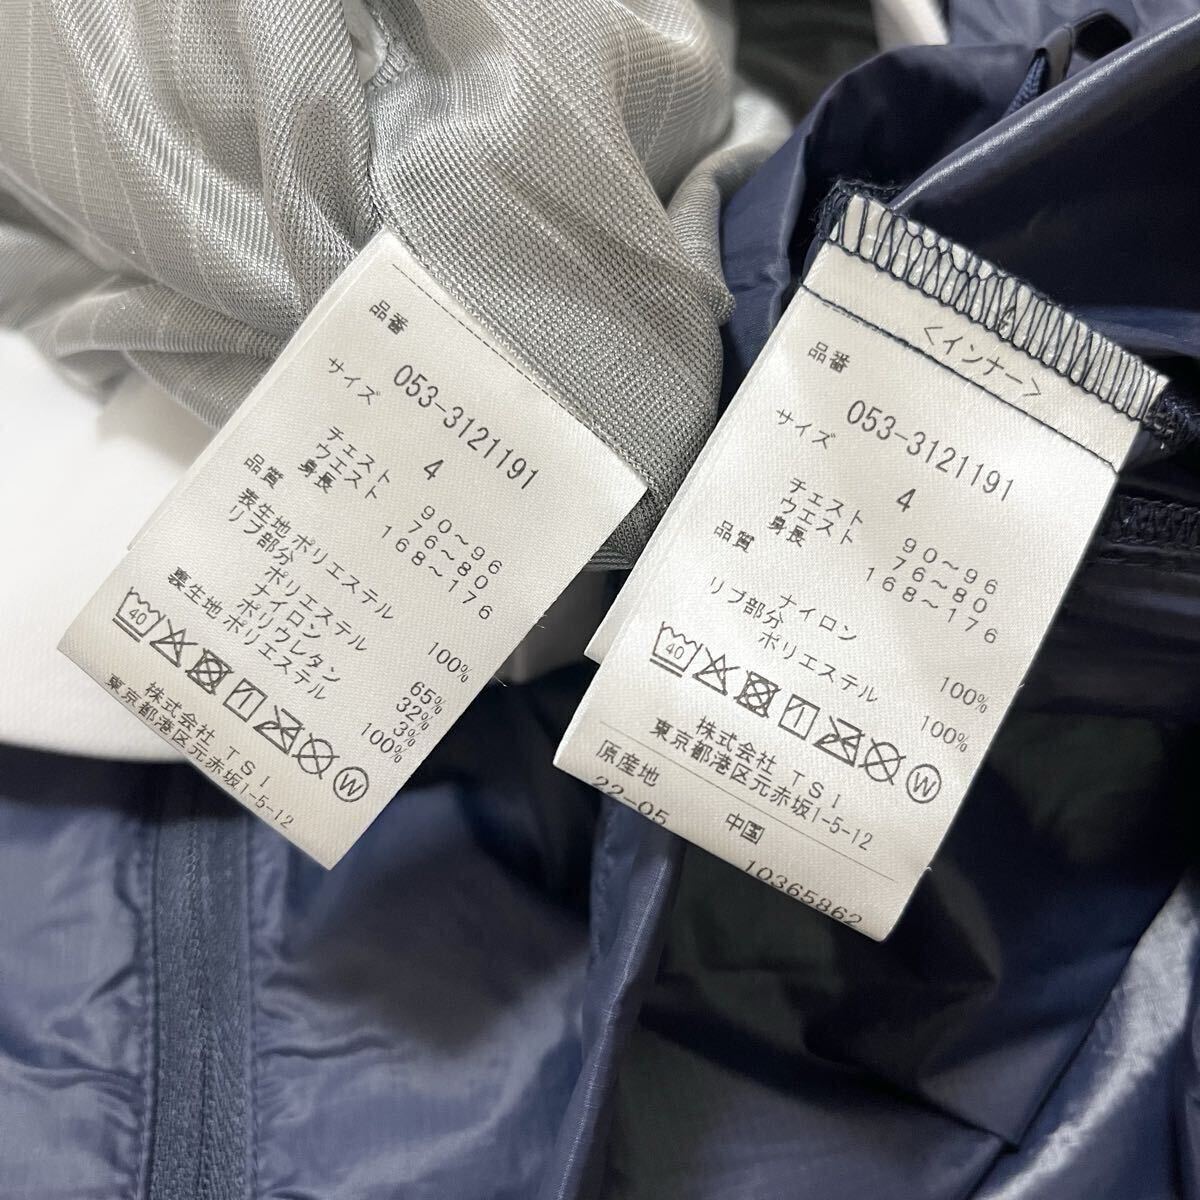 品番
053-3121191
サイズ
4
チェスト 90~96
ウエスト 76~80
身長 168~176
品質
表生地 ポリエステル 100%
リブ部分
ポリエステル 65%
ナイロン 32%
ポリウレタン 3%
裏生地 ポリエステル 100%
40
W
株式会社 TSI
東京都港区元赤坂1-5-12
<インナー>
品番
053-3121191
サイズ
4
チェスト 90~96
ウエスト 76~80
身長 168~176
品質
ナイロン 100%
リブ部分
ポリエステル 100%
40
W
株式会社 TSI
東京都港区元赤坂1-5-12
原産地 中国
22-05 10365862